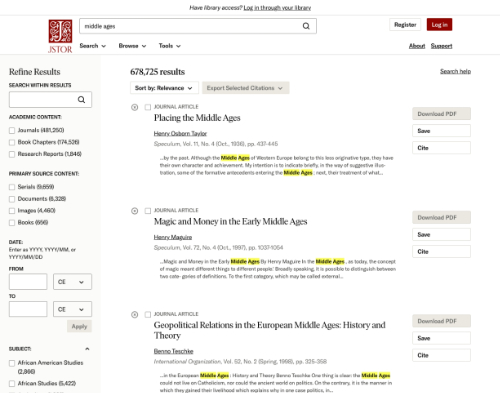 Have library access? Log in through your library
JSTOR
middle ages
Register
Log in
Search
Browse
Tools
About
Support
Refine Results
SEARCH WITHIN RESULTS
ACADEMIC CONTENT:
Journals (481,250)
Book Chapters (174,526)
Research Reports (1,846)
PRIMARY SOURCE CONTENT:
Serials (9,659)
Documents (6,328)
Images (4,460)
Books (656)
DATE:
Enter as YYYY, YYYY/MM, or
YYYY/MM/DD
FROM
CE
TO
CE
Apply
SUBJECT:
African American Studies
(2,866)
African Studies (5,422)
678,725 results
Search help
Sort by: Relevance
Export Selected Citations
JOURNAL ARTICLE
Placing the Middle Ages
Henry Osborn Taylor
Speculum, Vol. 11, No. 4 (Oct., 1936), pp. 437-445
...by the past. Although the Middle Ages of Western Europe belong to this less originative type, they have
their own character and achievement. My intention is to indicate briefly, in the way of suggestive illus-
tration, some of the formative antecedents entering the Middle Ages : next, their treatment of what...
Download PDF
Save
Cite
JOURNAL ARTICLE
Magic and Money in the Early Middle Ages
Henry Maguire
Speculum, Vol. 72, No. 4 (Oct., 1997), pp. 1037-1054
...Magic and Money in the Early Middle Ages By Henry Maguire In the Middle Ages , as today, the concept
of magic meant different things to different people! Broadly speaking, it is possible to distinguish between
two cate- gories of definitions. To the first category, which may be called external...
Download PDF
Save
Cite
JOURNAL ARTICLE
Geopolitical Relations in the European Middle Ages: History and
Theory
Benno Teschke
International Organization, Vol. 52, No. 2 (Spring, 1998), pp. 325-358
...in the European Middle Ages : History and Theory Benno Teschke One thing is clear: the Middle Ages
could not live on Catholicism, nor could the ancient world on politics. On the contrary, it is the manner in
which they gained their livelihood which explains why in one case politics, in...
Download PDF
Save
Cite